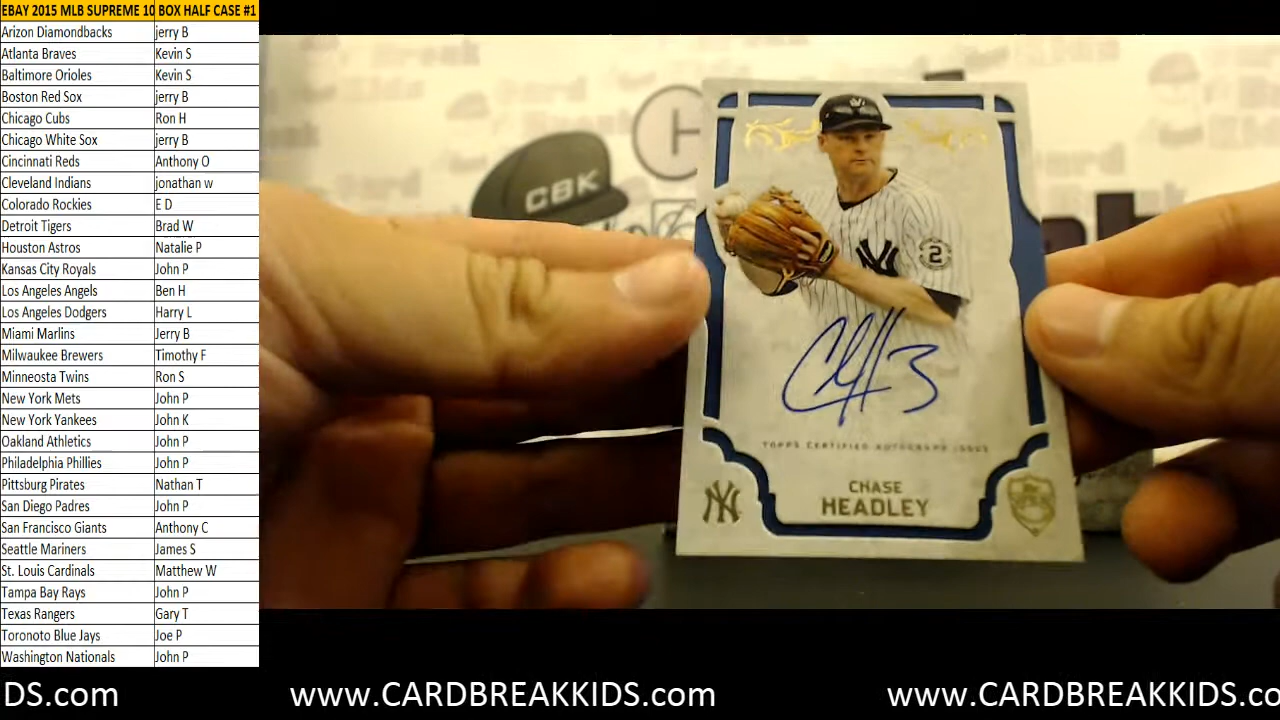 EBAY 2015 MLB SUPREME 10 BOX HALF CASE #1
Arizon Diamondbacks jerry B
Atlanta Braves Kevin S
Baltimore Orioles Kevin S
Boston Red Sox jerry B
Chicago Cubs Ron H
Chicago White Sox jerry B
Cincinnati Reds Anthony O
Cleveland Indians jonathan w
Colorado Rockies E D
Detroit Tigers Brad W
Houston Astros Natalie P
Kansas City Royals John P
Los Angeles Angels Ben H
Los Angeles Dodgers Harry L
Miami Marlins Jerry B
Milwaukee Brewers Timothy F
Minneosta Twins Ron S
New York Mets John P
New York Yankees John K
Oakland Athletics John P
Philadelphia Phillies John P
Pittsburg Pirates Nathan T
San Diego Padres John P
San Francisco Giants Anthony C
Seattle Mariners James S
St. Louis Cardinals Matthew W
Tampa Bay Rays John P
Texas Rangers Gary T
Toronoto Blue Jays Joe P
Washington Nationals John P
CBK
NY
2
TOPPS CERTIFIED AUTOGRAPH ISSUE
CHASE
HEADLEY
NY
DS.com www.CARDBREAKKIDS.com www.CARDBREAKKIDS.co